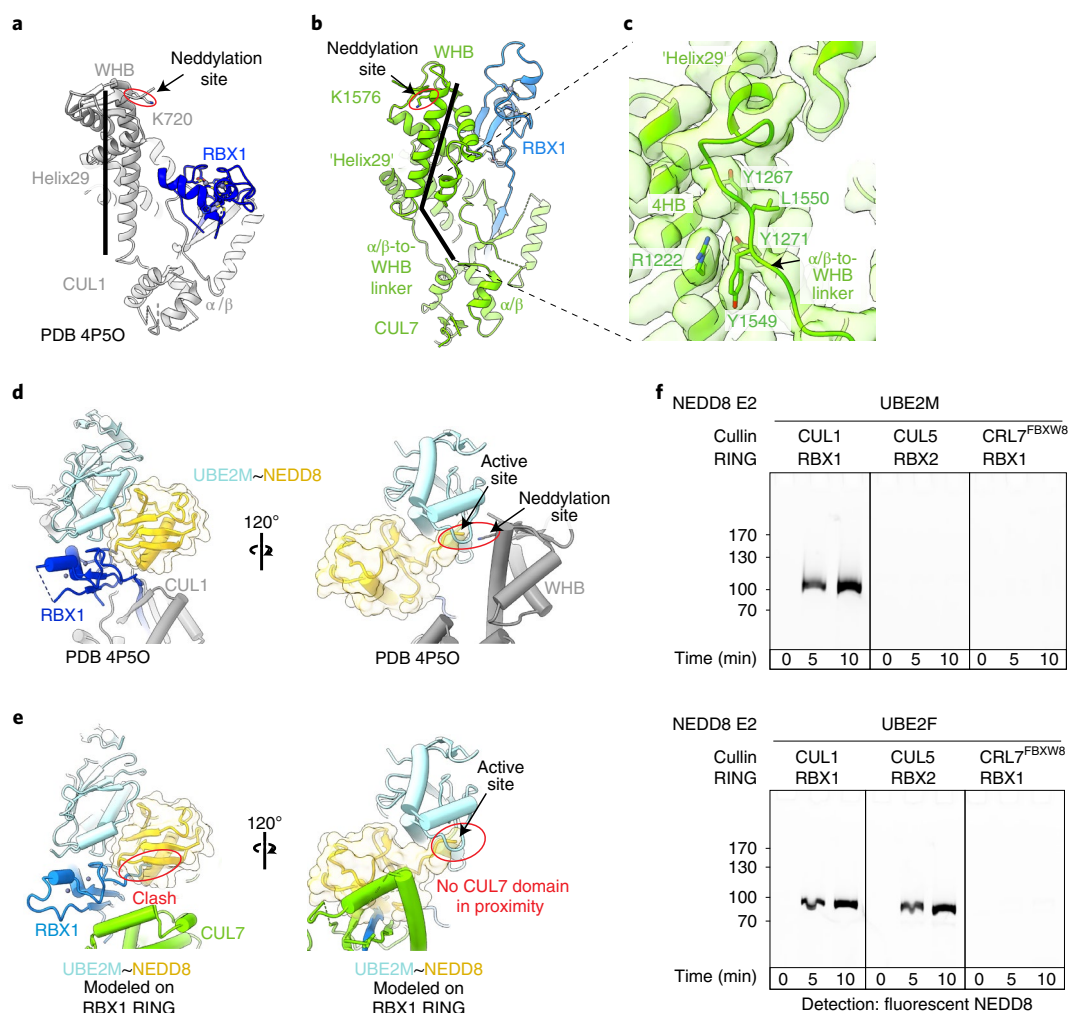 a
WHB
Neddylation
site
K720
RBX1
Helix29
CUL1
α/β
PDB 4P5O
b
Neddylation
site
WHB
K1576
RBX1
'Helix29'
α/β-to-
WHB
linker
α/β
CUL7
c
'Helix29'
Y1267
4HB
L1550
Y1271
R1222
α/β-to-
WHB
linker
Y1549
d
UBE2M~NEDD8
CUL1
RBX1
PDB 4P5O
120°
Active
site
Neddylation
site
WHB
PDB 4P5O
e
Clash
RBX1
CUL7
UBE2M~NEDD8
Modeled on
RBX1 RING
120°
Active
site
No CUL7 domain
in proximity
UBE2M~NEDD8
Modeled on
RBX1 RING
f
NEDD8 E2 UBE2M
Cullin CUL1 CUL5 CRL7^FBXW8
RING RBX1 RBX2 RBX1
170
130
100
70
Time (min) 0 5 10 0 5 10 0 5 10
NEDD8 E2 UBE2F
Cullin CUL1 CUL5 CRL7^FBXW8
RING RBX1 RBX2 RBX1
170
130
100
70
Time (min) 0 5 10 0 5 10 0 5 10
Detection: fluorescent NEDD8